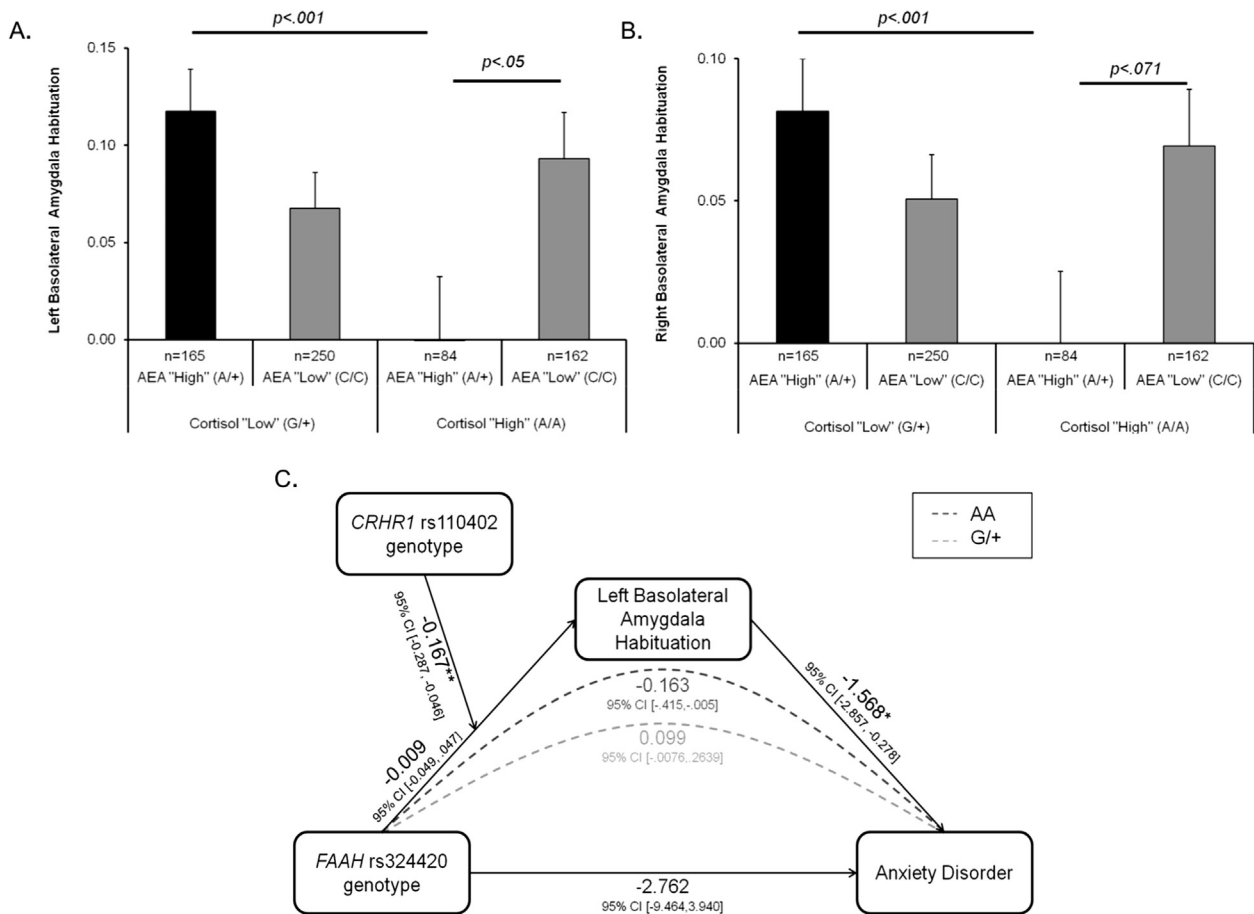 A.
p<.001
p<.05
Left Basolateral Amygdala Habituation
0.15
0.10
0.05
0.00
n=165
n=250
n=84
n=162
AEA "High" (A/+)
AEA "Low" (C/C)
AEA "High" (A/+)
AEA "Low" (C/C)
Cortisol "Low" (G/+)
Cortisol "High" (A/A)
B.
p<.001
p<.071
Right Basolateral Amygdala Habituation
0.10
0.05
0.00
n=165
n=250
n=84
n=162
AEA "High" (A/+)
AEA "Low" (C/C)
AEA "High" (A/+)
AEA "Low" (C/C)
Cortisol "Low" (G/+)
Cortisol "High" (A/A)
C.
AA
G/+
CRHR1 rs110402
genotype
-0.167**
95% CI [-0.287, -0.046]
Left Basolateral
Amygdala
Habituation
-1.568*
95% CI [-2.857, -0.278]
-0.163
95% CI [-.415,-.005]
0.099
95% CI [-.0076,.2639]
-0.009
95% CI [-0.049, .047]
FAAH rs324420
genotype
-2.762
95% CI [-9.464,3.940]
Anxiety Disorder